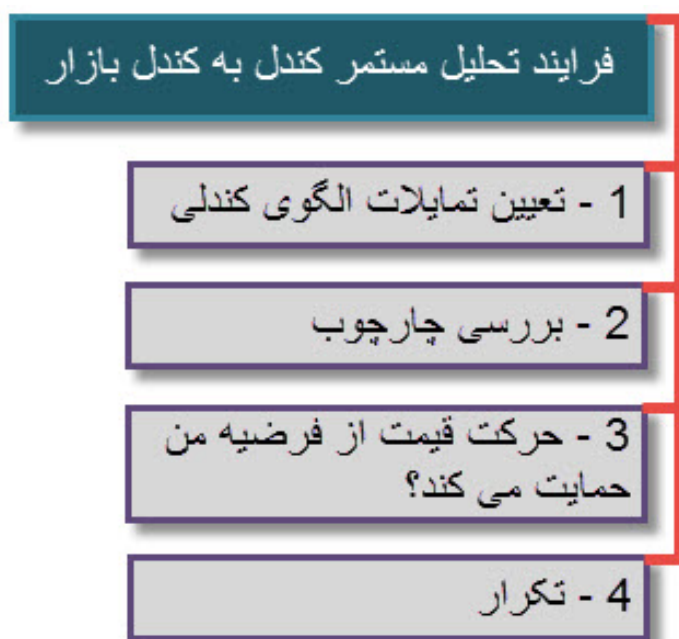 فرایند تحلیل مستمر کندل به کندل بازار
1 - تعیین تمایلات الگوی کندلی
2 - بررسی چارچوب
3 - حرکت قیمت از فرضیه من
حمایت می کند؟
4 - تکرار